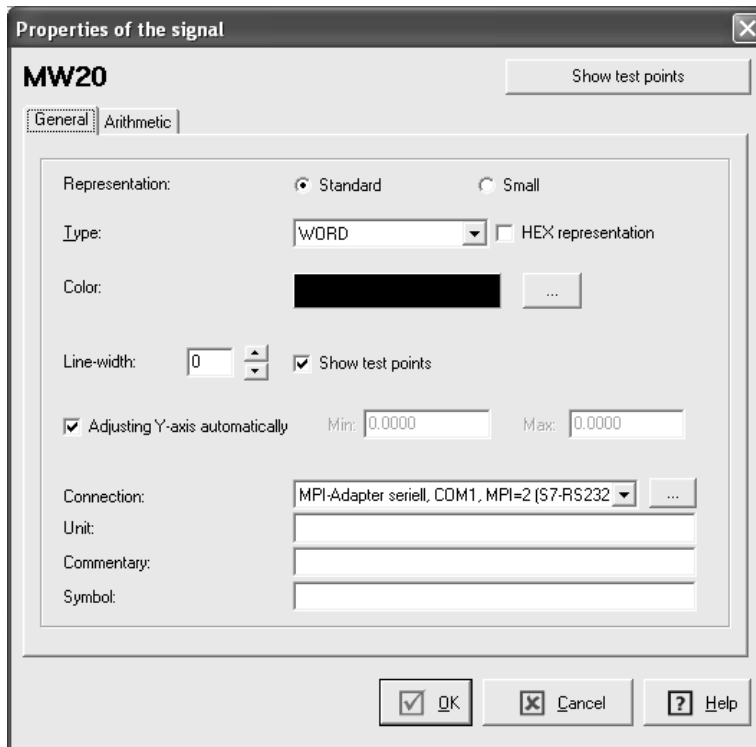 Properties of the signal
MW20
Show test points
General Arithmetic
Representation: Standard Small
Type: WORD HEX representation
Color: ...
Line-width: 0 Show test points
Adjusting Y-axis automatically Min: 0.0000 Max: 0.0000
Connection: MPI-Adapter seriell, COM1, MPI=2 (S7-RS232 ...
Unit:
Commentary:
Symbol:
OK Cancel ? Help